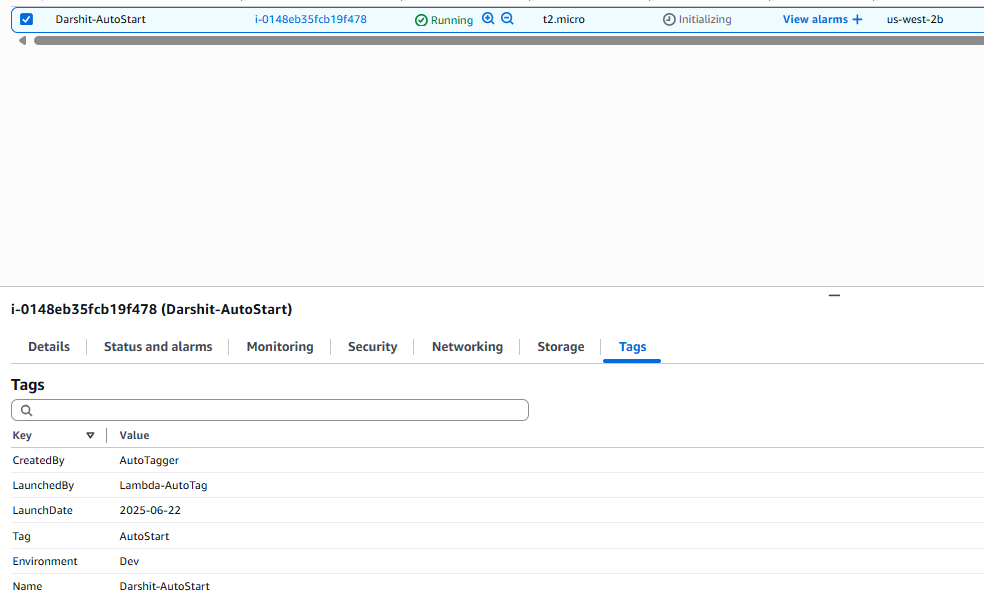 Darshit-AutoStart i-0148eb35fcb19f478 Running t2.micro Initializing View alarms + us-west-2b
i-0148eb35fcb19f478 (Darshit-AutoStart)
Details Status and alarms Monitoring Security Networking Storage Tags
Tags
Key Value
CreatedBy AutoTagger
LaunchedBy Lambda-AutoTag
LaunchDate 2025-06-22
Tag AutoStart
Environment Dev
Name Darshit-AutoStart